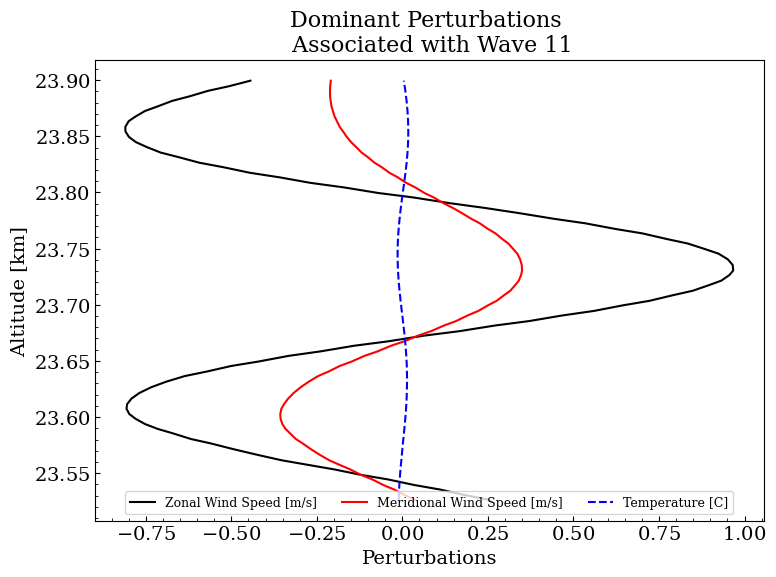 Dominant Perturbations
Associated with Wave 11
Altitude [km]
23.90
23.85
23.80
23.75
23.70
23.65
23.60
23.55
Zonal Wind Speed [m/s] Meridional Wind Speed [m/s] Temperature [C]
−0.75 −0.50 −0.25 0.00 0.25 0.50 0.75 1.00
Perturbations